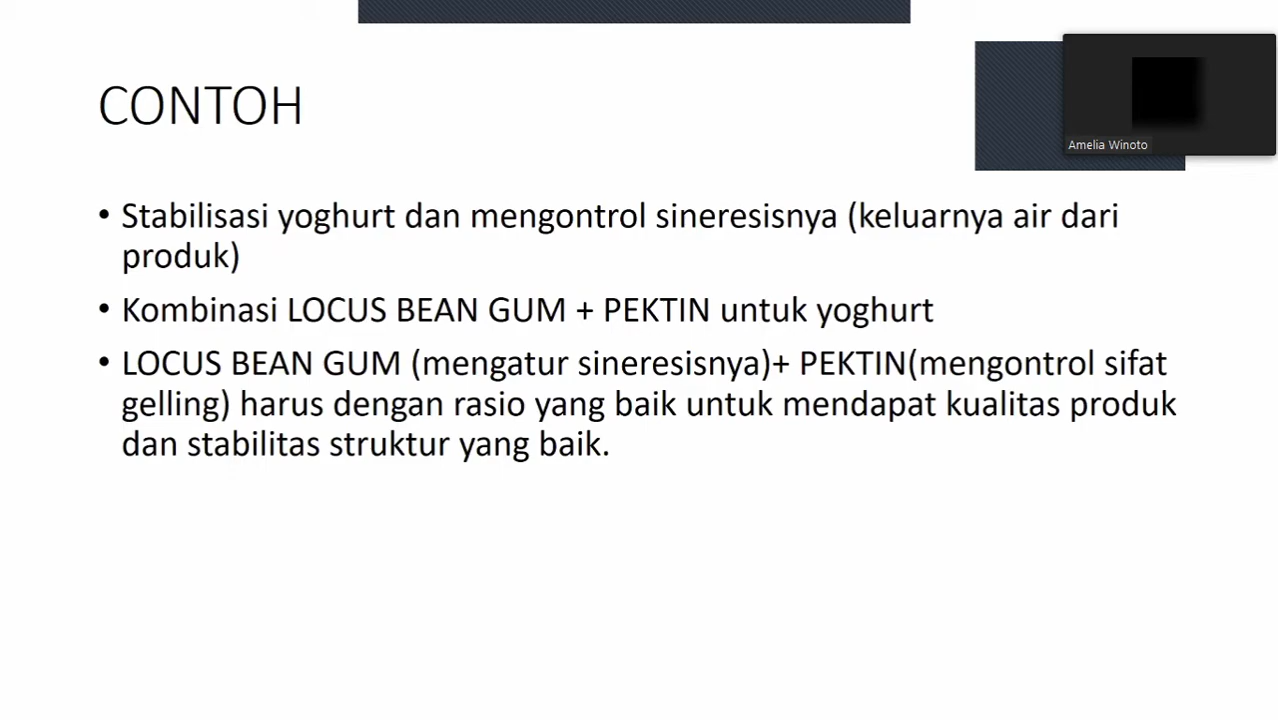 CONTOH
Amelia Winoto
• Stabilisasi yoghurt dan mengontrol sineresisnya (keluarnya air dari
produk)
• Kombinasi LOCUS BEAN GUM + PEKTIN untuk yoghurt
• LOCUS BEAN GUM (mengatur sineresisnya)+ PEKTIN(mengontrol sifat
gelling) harus dengan rasio yang baik untuk mendapat kualitas produk
dan stabilitas struktur yang baik.